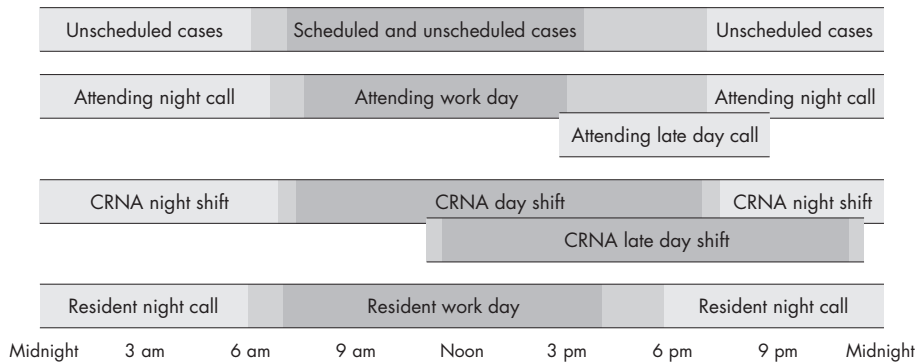 Unscheduled cases Scheduled and unscheduled cases Unscheduled cases
Attending night call Attending work day Attending night call
Attending late day call
CRNA night shift CRNA day shift CRNA night shift
CRNA late day shift
Resident night call Resident work day Resident night call
Midnight 3 am 6 am 9 am Noon 3 pm 6 pm 9 pm Midnight